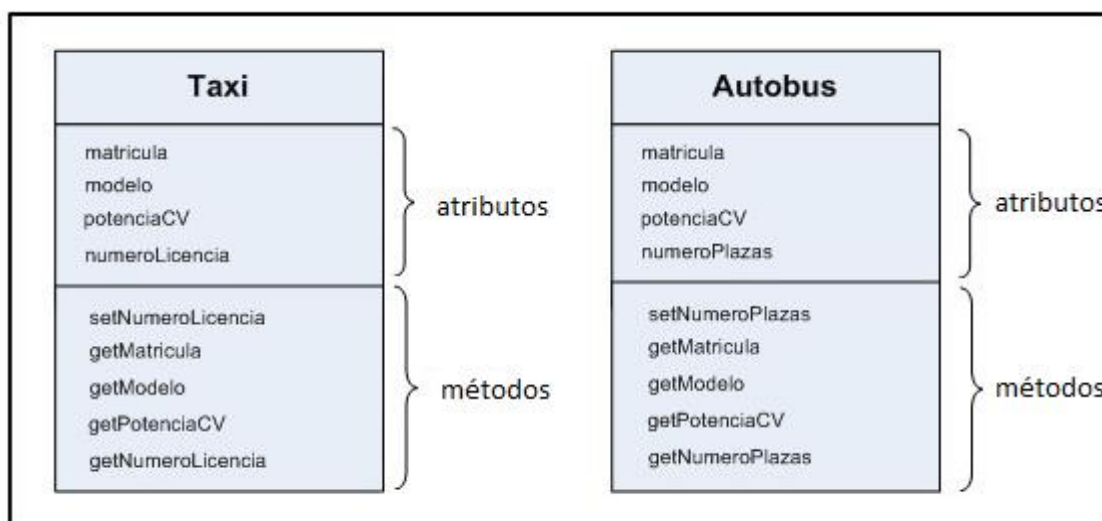 Taxi
matricula
modelo
potenciaCV
numeroLicencia
atributos
setNumeroLicencia
getMatricula
getModelo
getPotenciaCV
getNumeroLicencia
métodos
Autobus
matricula
modelo
potenciaCV
numeroPlazas
atributos
setNumeroPlazas
getMatricula
getModelo
getPotenciaCV
getNumeroPlazas
métodos